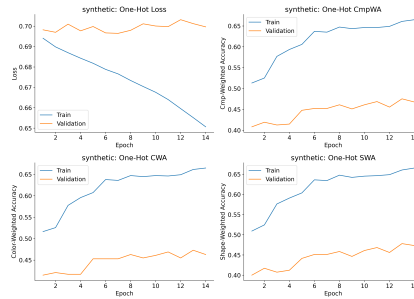 synthetic: One-Hot Loss
0.70
0.69
0.68
0.67
0.66
0.65
Loss
Train
Validation
2 4 6 8 10 12 14
Epoch
synthetic: One-Hot CmpWA
0.65
0.60
0.55
0.50
0.45
0.40
Cmp-Weighted Accuracy
Train
Validation
2 4 6 8 10 12
Epoch
synthetic: One-Hot CWA
0.65
0.60
0.55
0.50
0.45
Color-Weighted Accuracy
Train
Validation
2 4 6 8 10 12 14
Epoch
synthetic: One-Hot SWA
0.65
0.60
0.55
0.50
0.45
0.40
Shape-Weighted Accuracy
Train
Validation
2 4 6 8 10 12
Epoch